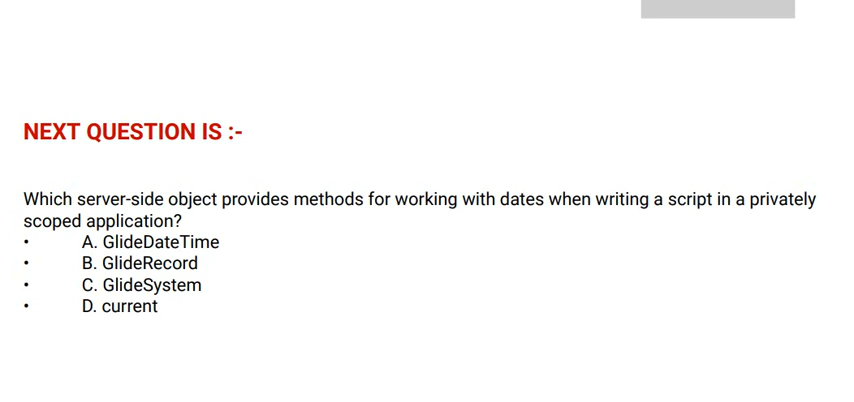 NEXT QUESTION IS :-
Which server-side object provides methods for working with dates when writing a script in a privately
scoped application?
• A. GlideDateTime
• B. GlideRecord
• C. GlideSystem
• D. current